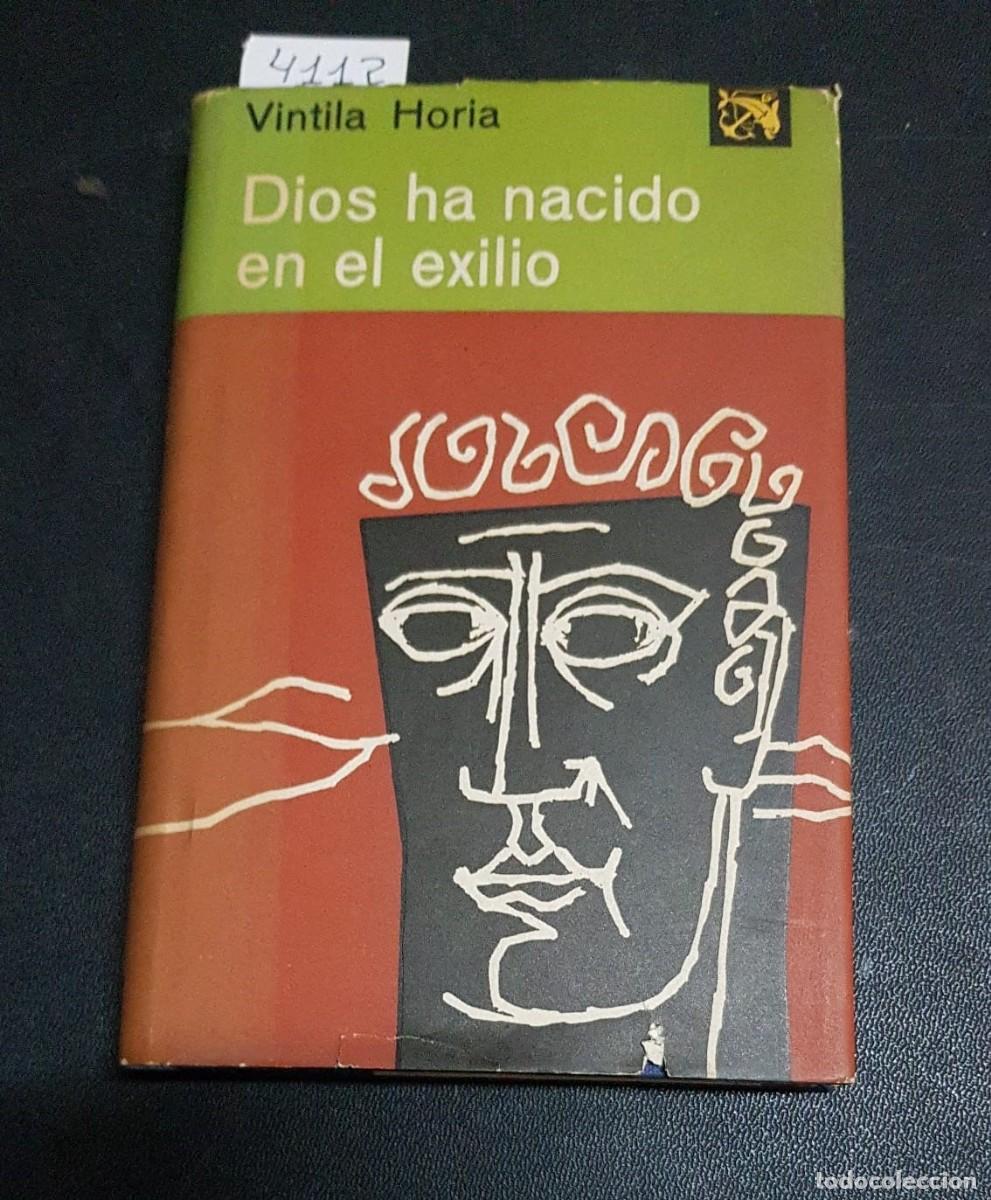 4112
Vintila Horia
Dios ha nacido
en el exilio
todocoleccion